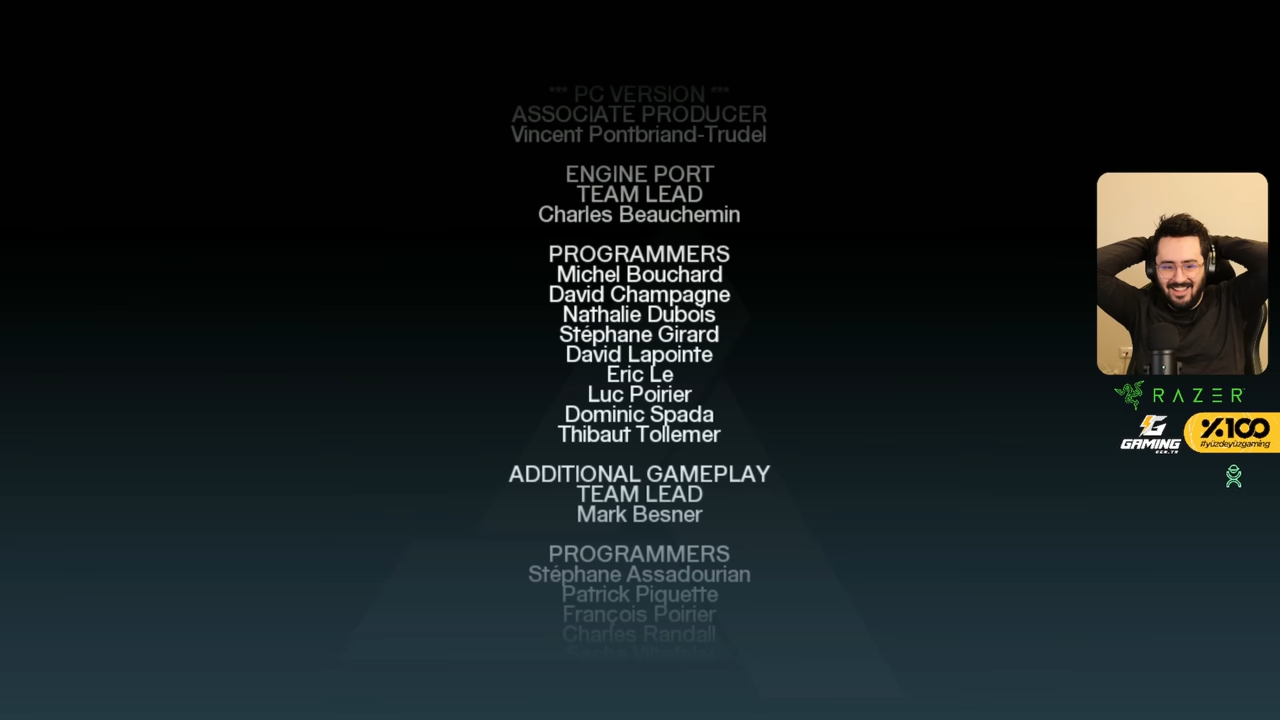 *** PC VERSION ***
ASSOCIATE PRODUCER
Vincent Pontbriand-Trudel
ENGINE PORT
TEAM LEAD
Charles Beauchemin
PROGRAMMERS
Michel Bouchard
David Champagne
Nathalie Dubois
Stéphane Girard
David Lapointe
Eric Le
Luc Poirier
Dominic Spada
Thibaut Tollemer
ADDITIONAL GAMEPLAY
TEAM LEAD
Mark Besner
PROGRAMMERS
Stéphane Assadourian
Patrick Piquette
François Poirier
Charles Randall
RAZER
GAMING
GEN.TR
%100
#yüzdeyüzgaming